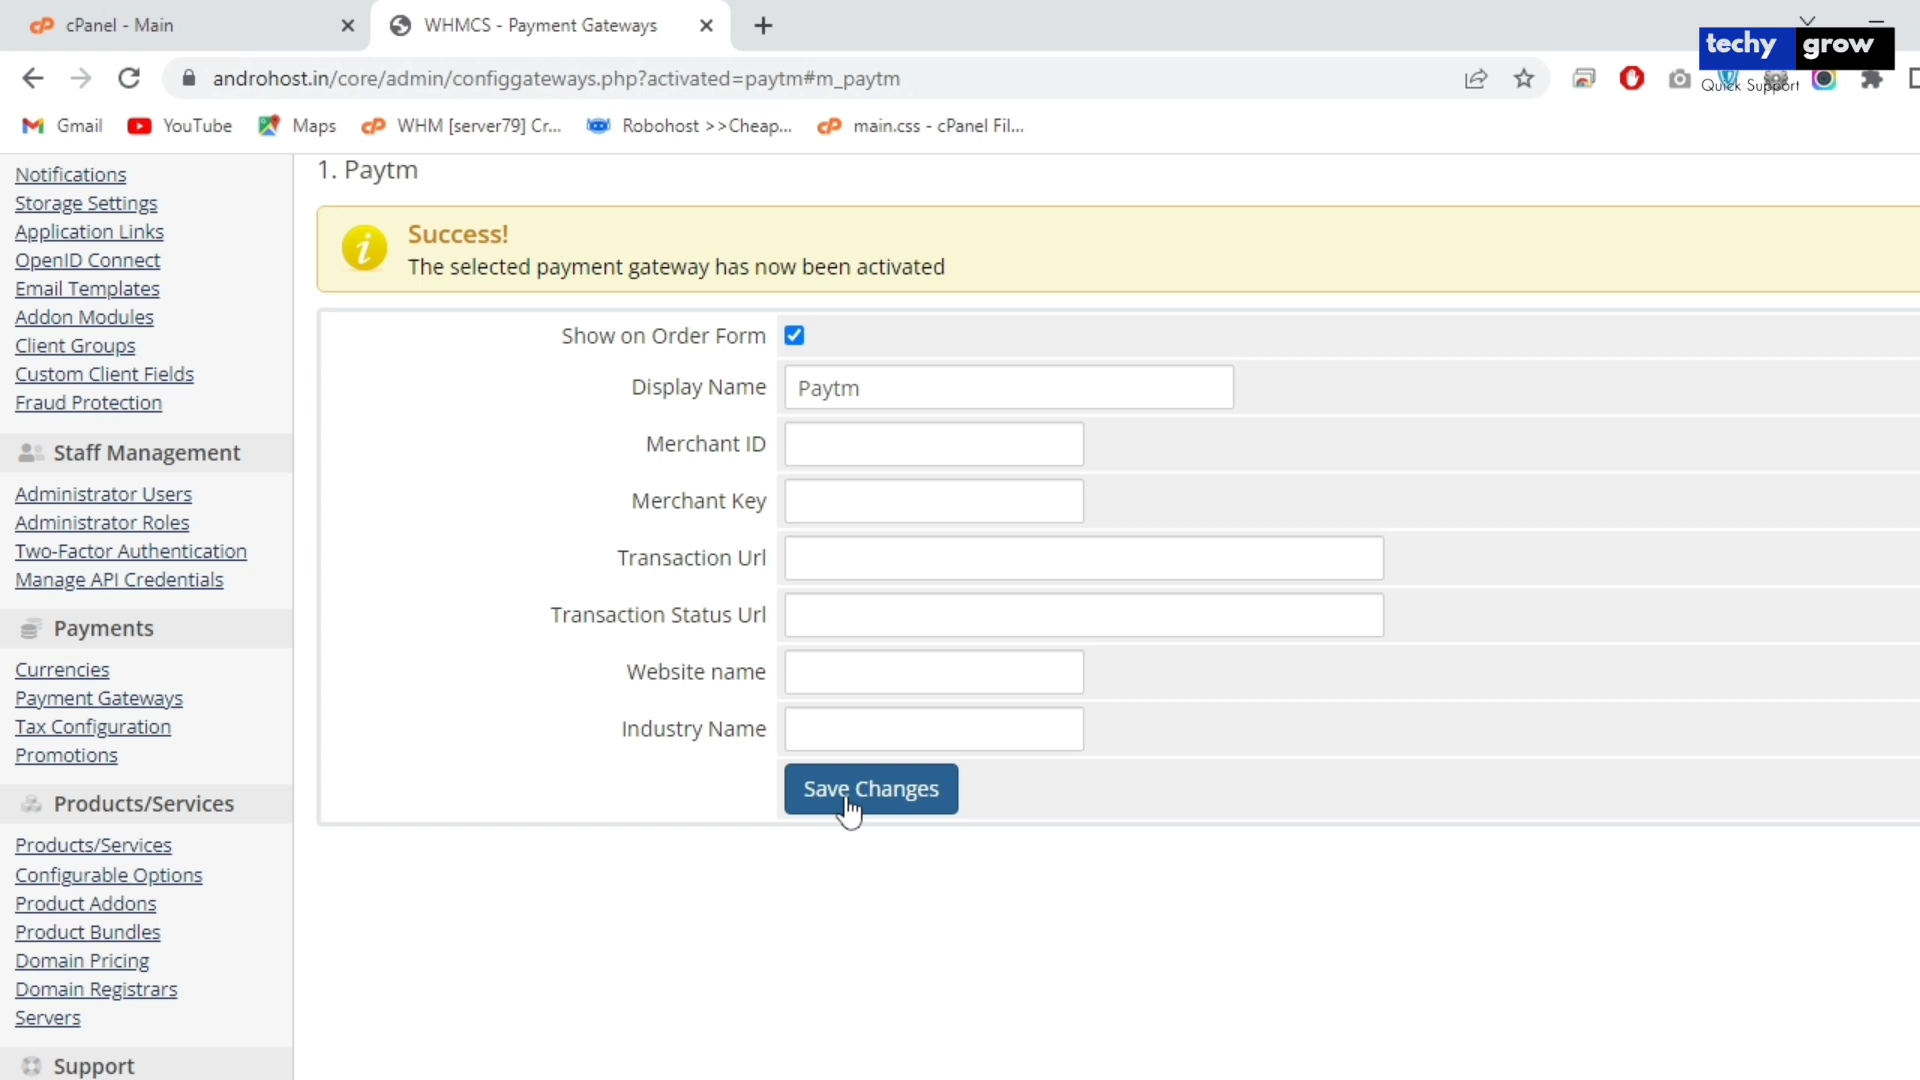 cPanel - Main
WHMCS - Payment Gateways
techy grow
Quick Support
androhost.in/core/admin/configgateways.php?activated=paytm#m_paytm
Gmail
YouTube
Maps
WHM [server79] Cr...
Robohost >>Cheap...
main.css - cPanel Fil...
Notifications
Storage Settings
Application Links
OpenID Connect
Email Templates
Addon Modules
Client Groups
Custom Client Fields
Fraud Protection
Staff Management
Administrator Users
Administrator Roles
Two-Factor Authentication
Manage API Credentials
Payments
Currencies
Payment Gateways
Tax Configuration
Promotions
Products/Services
Products/Services
Configurable Options
Product Addons
Product Bundles
Domain Pricing
Domain Registrars
Servers
Support
1. Paytm
Success!
The selected payment gateway has now been activated
Show on Order Form
Display Name
Paytm
Merchant ID
Merchant Key
Transaction Url
Transaction Status Url
Website name
Industry Name
Save Changes